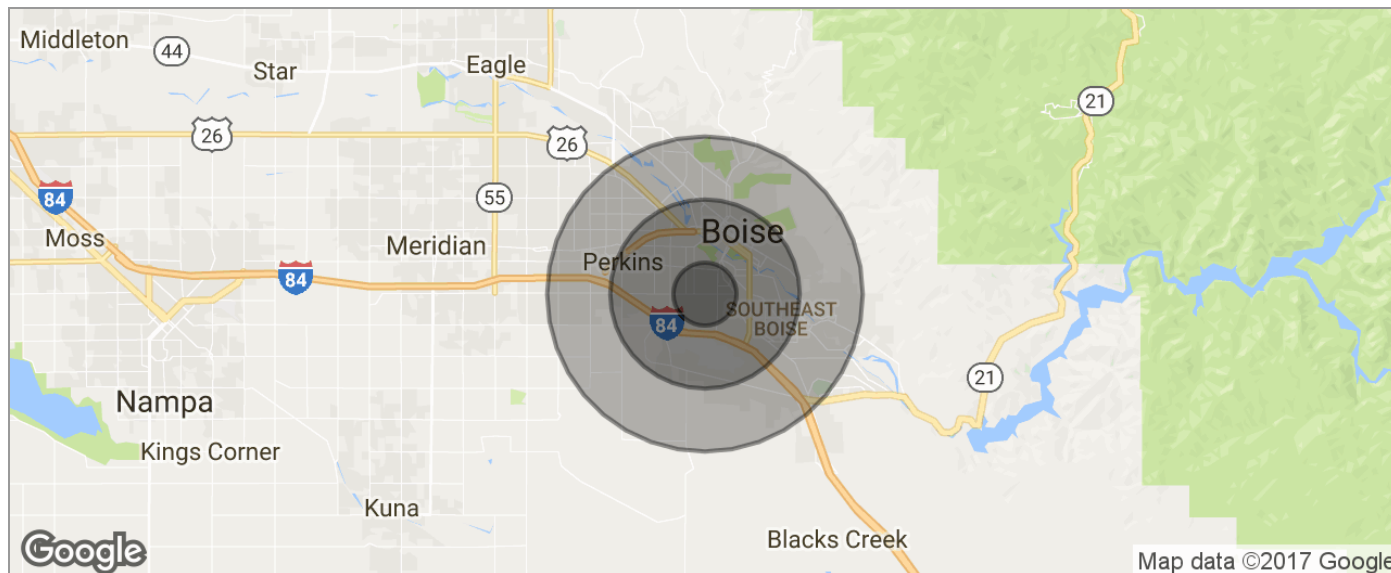 Middleton
44
Star
Eagle
21
26
26
84
55
Boise
Moss
Meridian
Perkins
84
SOUTHEAST
BOISE
84
21
Nampa
Kings Corner
Kuna
Blacks Creek
Google
Map data ©2017 Google